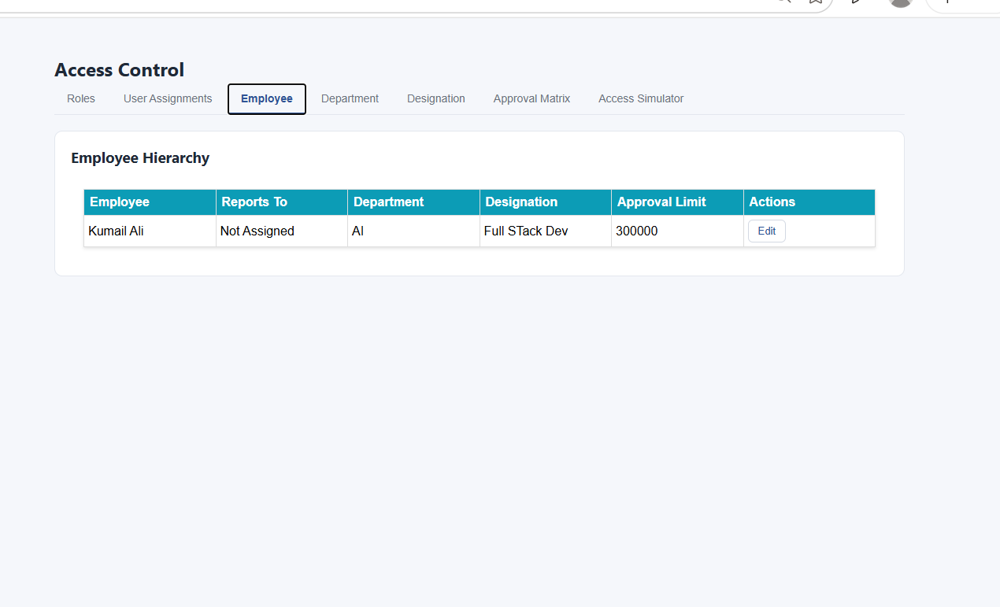 Access Control
Roles User Assignments Employee Department Designation Approval Matrix Access Simulator
Employee Hierarchy
Employee Reports To Department Designation Approval Limit Actions
Kumail Ali Not Assigned AI Full STack Dev 300000 Edit